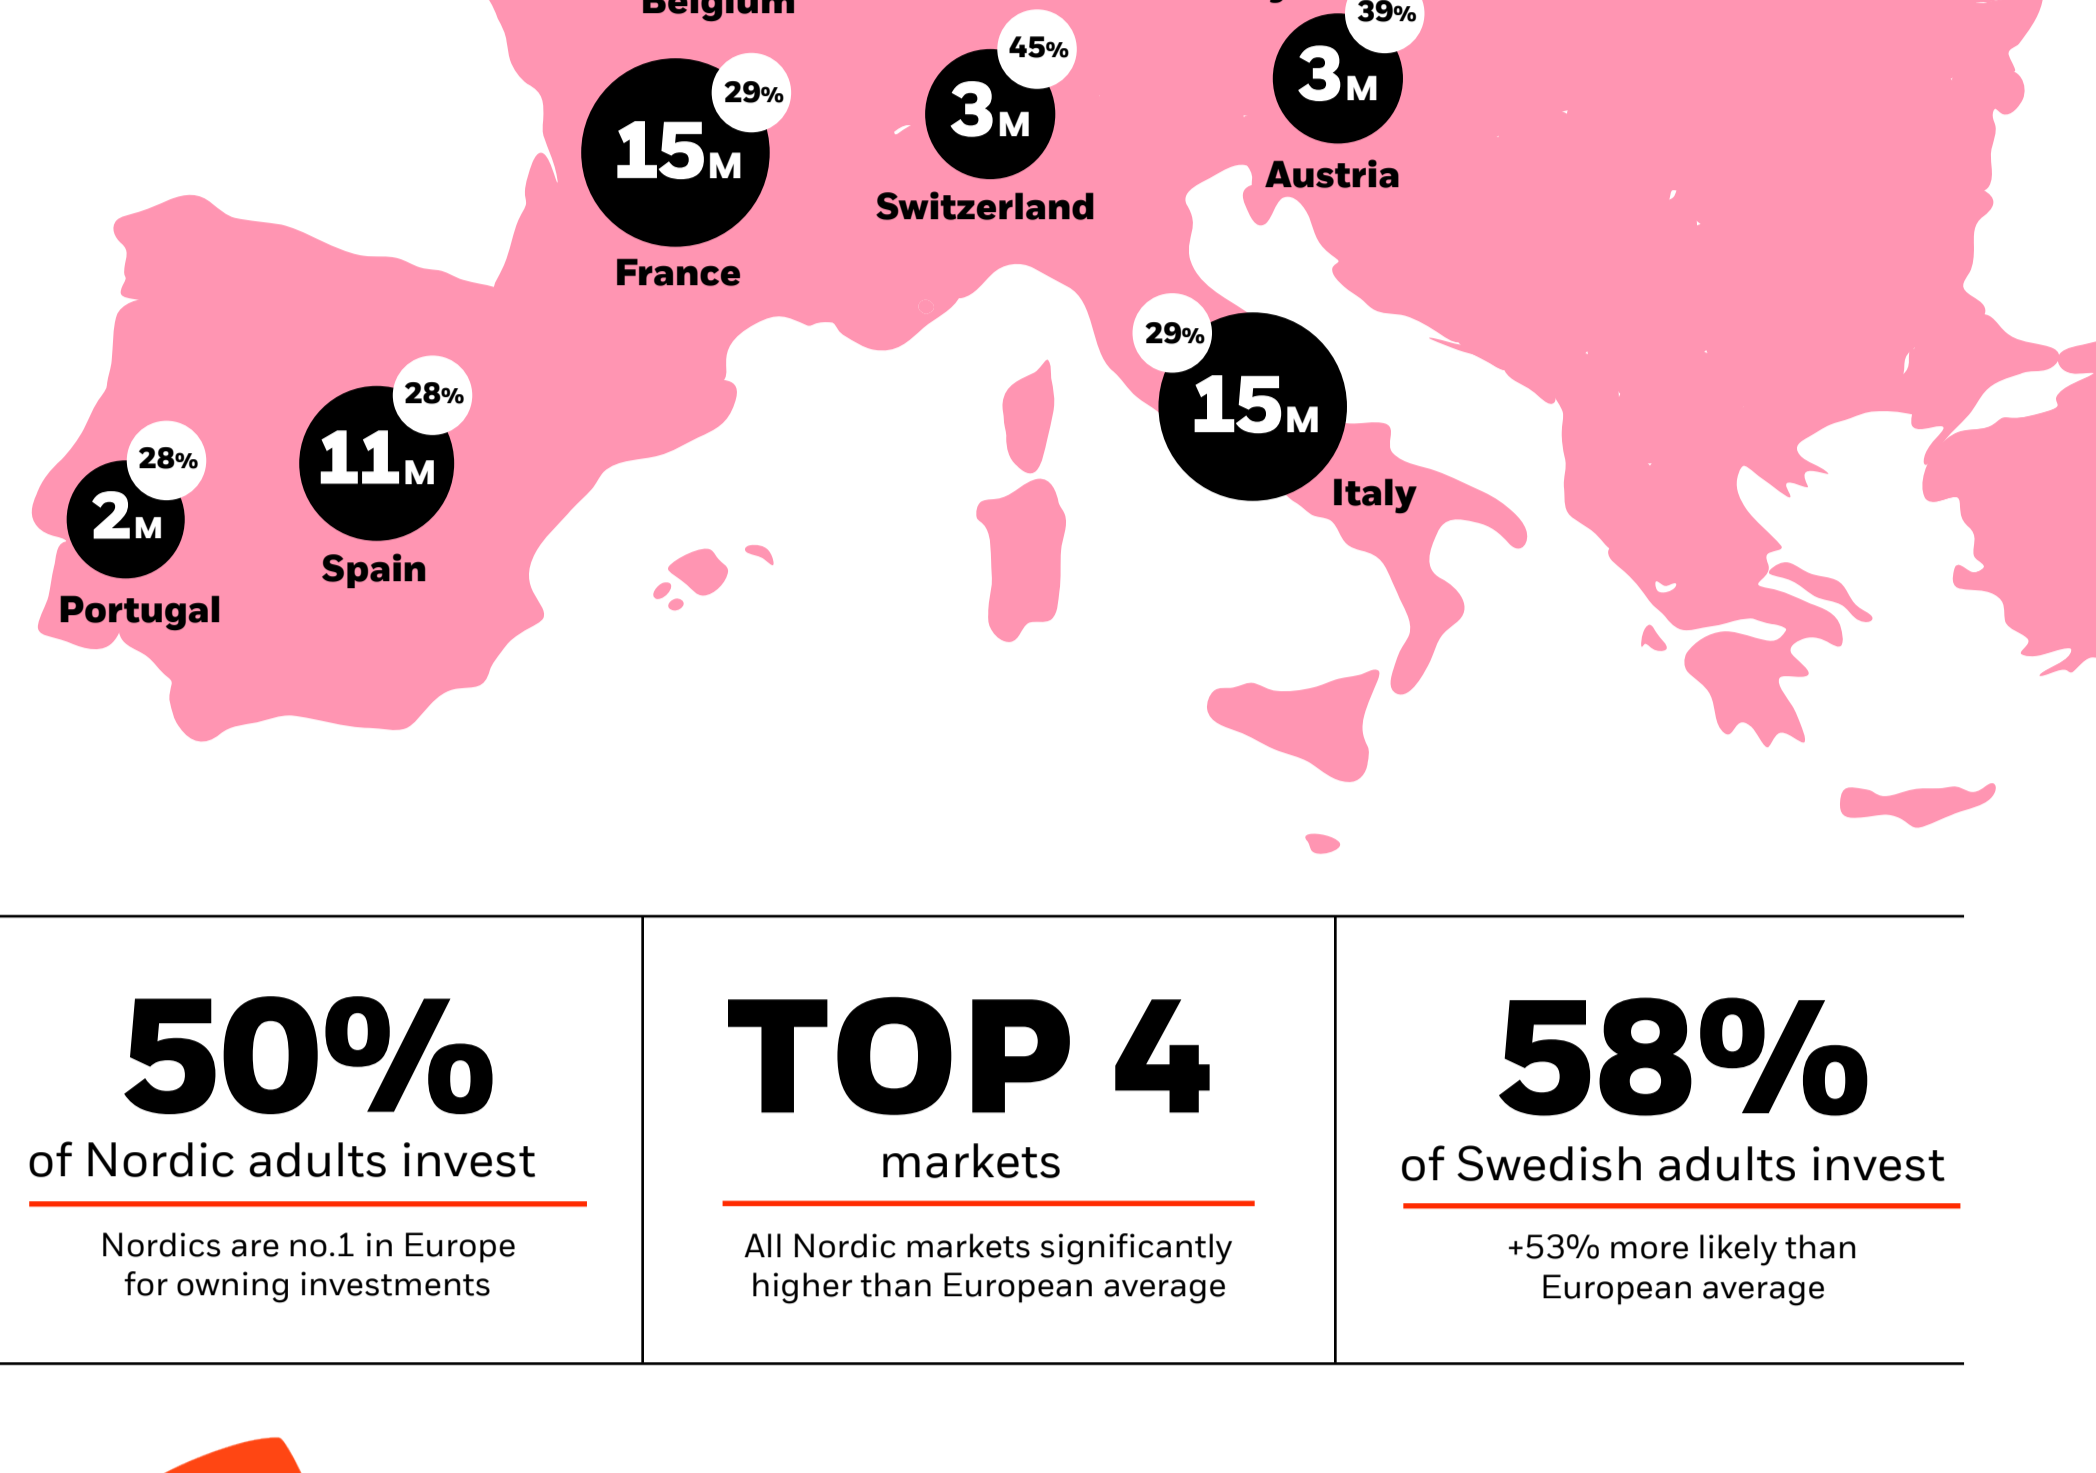 Belgium
39%
3M
Austria
45%
3M
Switzerland
29%
15M
France
29%
15M
Italy
28%
11M
Spain
28%
2M
Portugal
50%
of Nordic adults invest
Nordics are no.1 in Europe
for owning investments
TOP 4
markets
All Nordic markets significantly
higher than European average
58%
of Swedish adults invest
+53% more likely than
European average